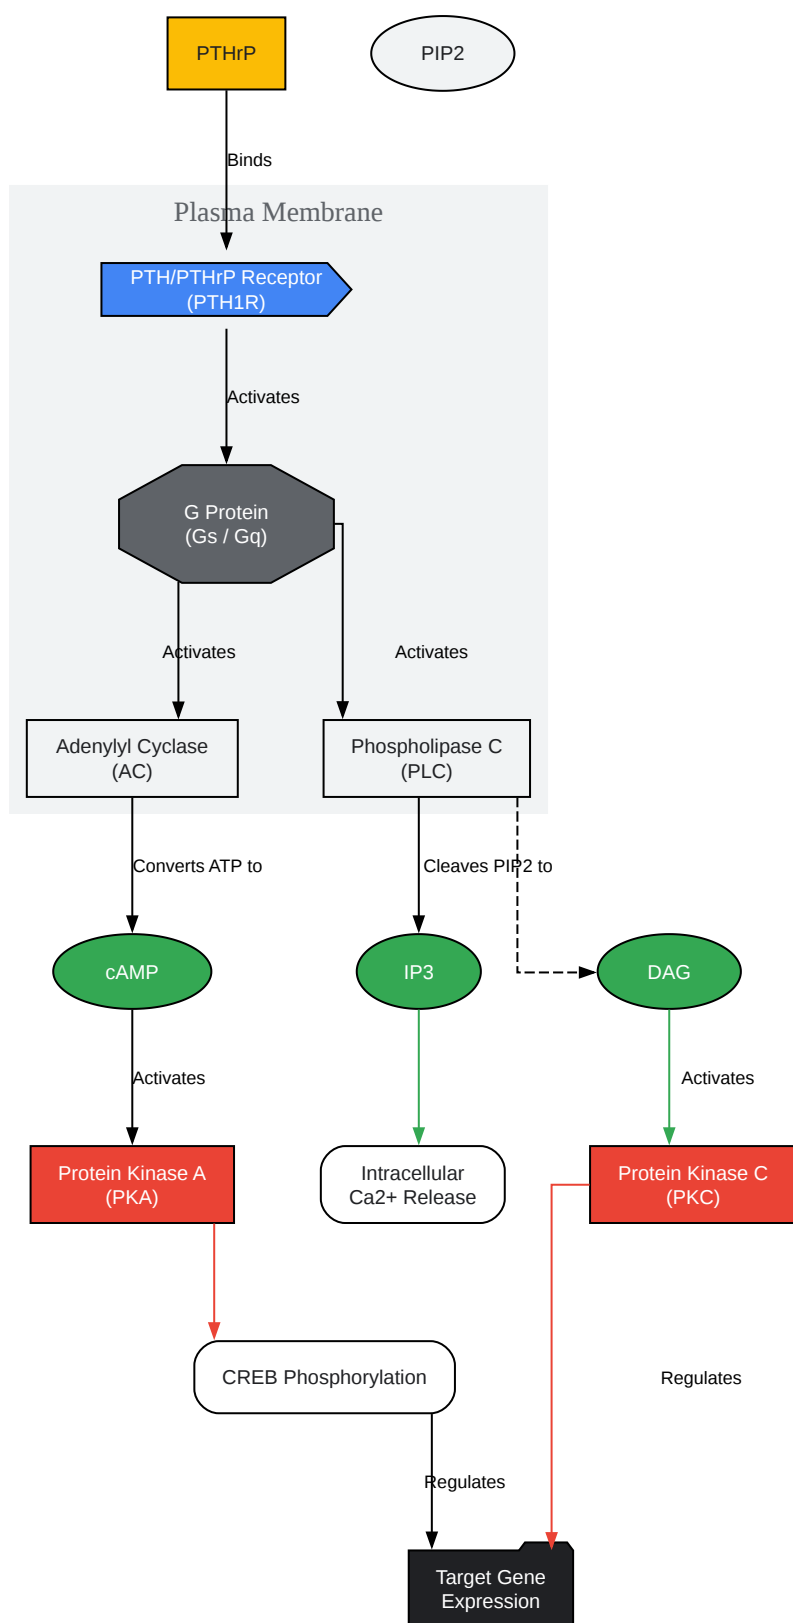 PTHrP
PIP2
Binds
Plasma Membrane
PTH/PTHrP Receptor
(PTH1R)
Activates
G Protein
(Gs / Gq)
Activates
Activates
Adenylyl Cyclase
(AC)
Phospholipase C
(PLC)
Converts ATP to
Cleaves PIP2 to
cAMP
IP3
DAG
Activates
Activates
Protein Kinase A
(PKA)
Intracellular
Ca2+ Release
Protein Kinase C
(PKC)
CREB Phosphorylation
Regulates
Regulates
Target Gene
Expression